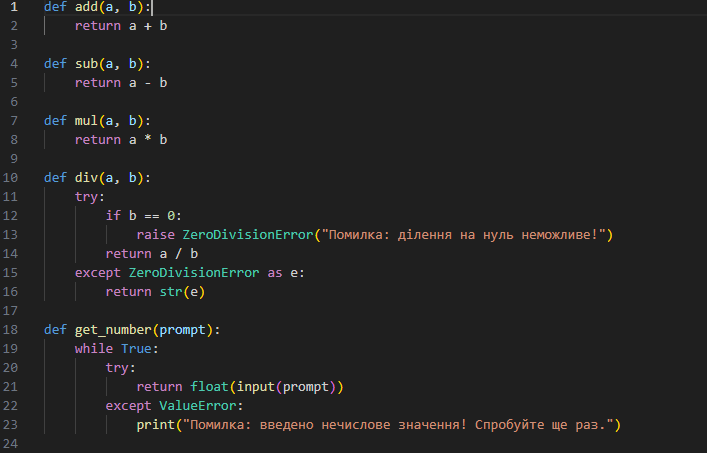 1 def add(a, b):
2     return a + b
3
4 def sub(a, b):
5     return a - b
6
7 def mul(a, b):
8     return a * b
9
10 def div(a, b):
11     try:
12         if b == 0:
13             raise ZeroDivisionError("Помилка: ділення на нуль неможливе!")
14         return a / b
15     except ZeroDivisionError as e:
16         return str(e)
17
18 def get_number(prompt):
19     while True:
20         try:
21             return float(input(prompt))
22         except ValueError:
23             print("Помилка: введено нечислове значення! Спробуйте ще раз.")
24